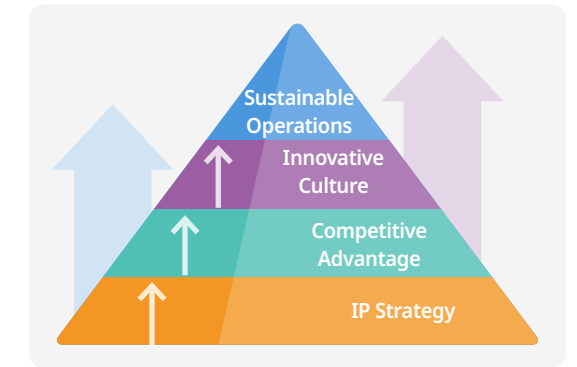 Sustainable
Operations
Innovative
Culture
Competitive
Advantage
IP Strategy